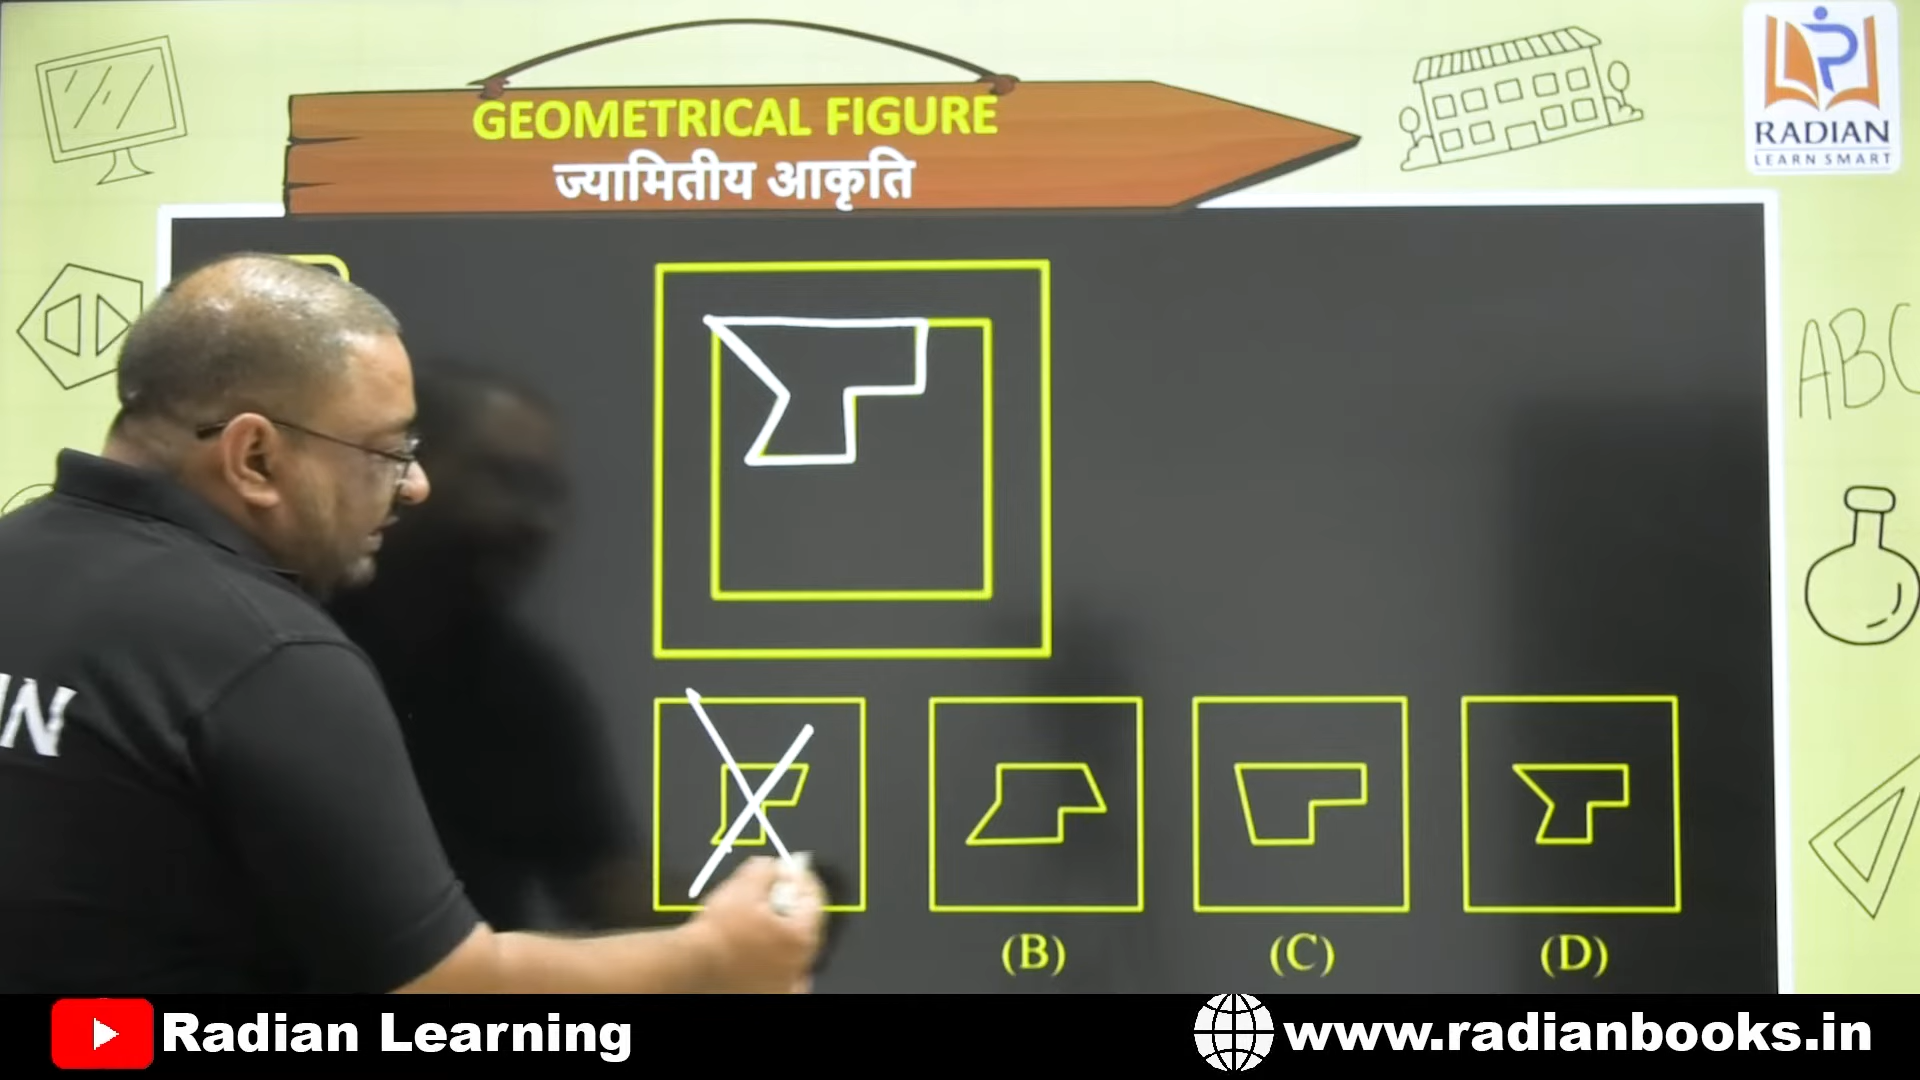 GEOMETRICAL FIGURE
ज्यामितीय आकृति
RADIAN
LEARN SMART
ABC
(B)
(C)
(D)
Radian Learning
www.radianbooks.in